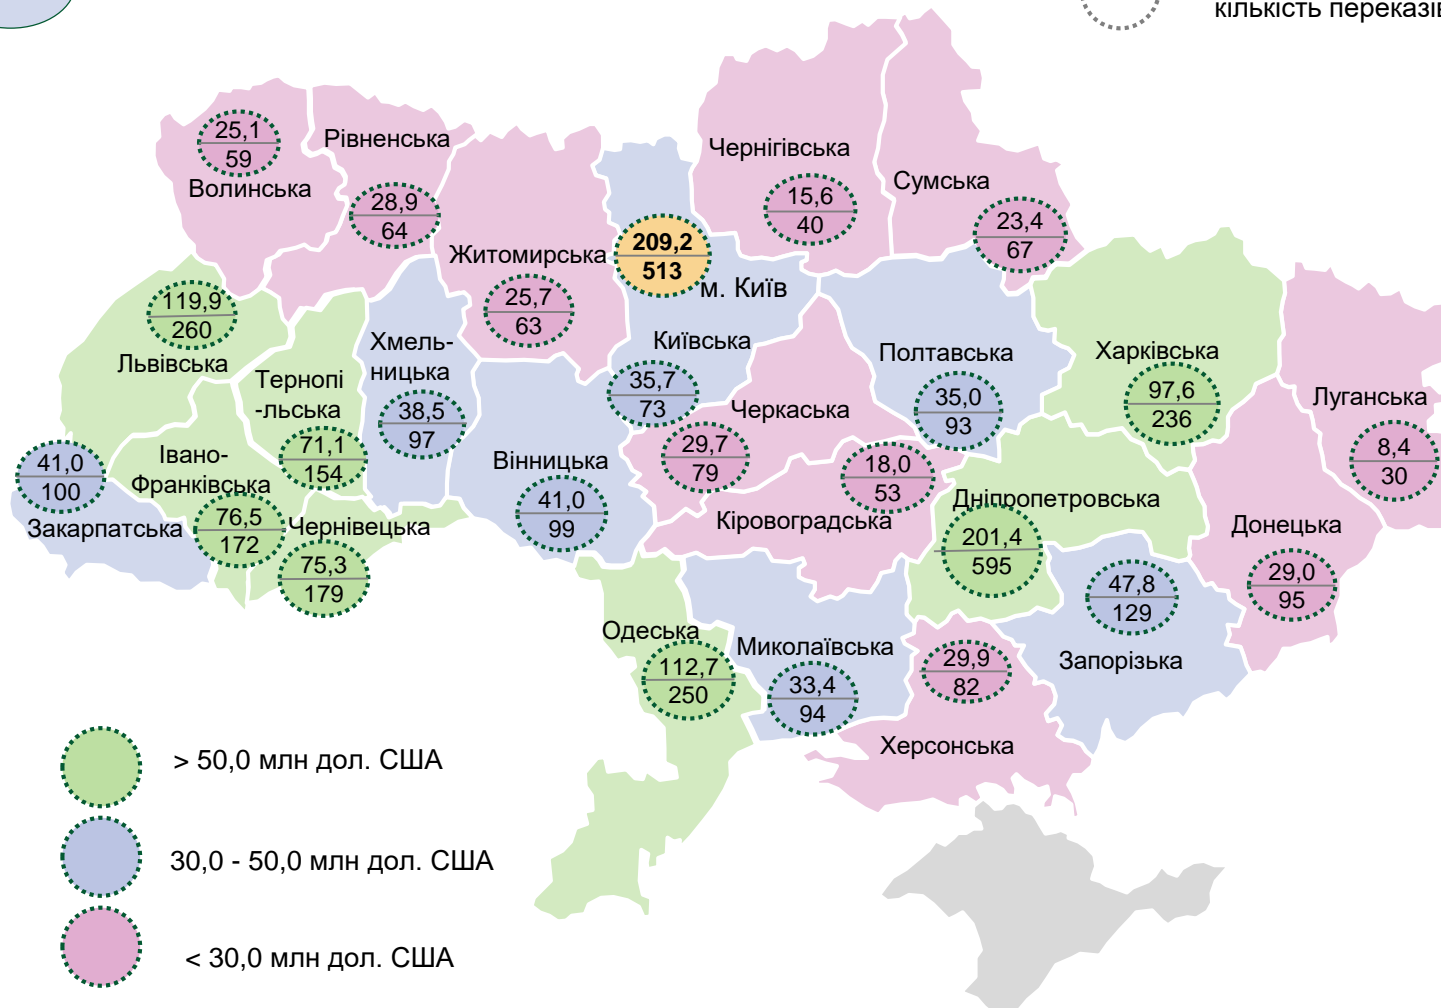 кількість переказів
25,1
59
Волинська
Рівненська
28,9
64
Житомирська
25,7
63
209,2
513
м. Київ
Чернігівська
15,6
40
Сумська
23,4
67
119,9
260
Львівська
Тернопі
-льська
71,1
154
Хмель-
ницька
38,5
97
Київська
35,7
73
Черкаська
29,7
79
Полтавська
35,0
93
Харківська
97,6
236
Луганська
8,4
30
41,0
100
Закарпатська
Івано-
Франківська
76,5
172
Чернівецька
75,3
179
Вінницька
41,0
99
18,0
53
Кіровоградська
Дніпропетровська
201,4
595
Донецька
29,0
95
47,8
129
Запорізька
Одеська
112,7
250
Миколаївська
33,4
94
29,9
82
Херсонська
> 50,0 млн дол. США
30,0 - 50,0 млн дол. США
< 30,0 млн дол. США